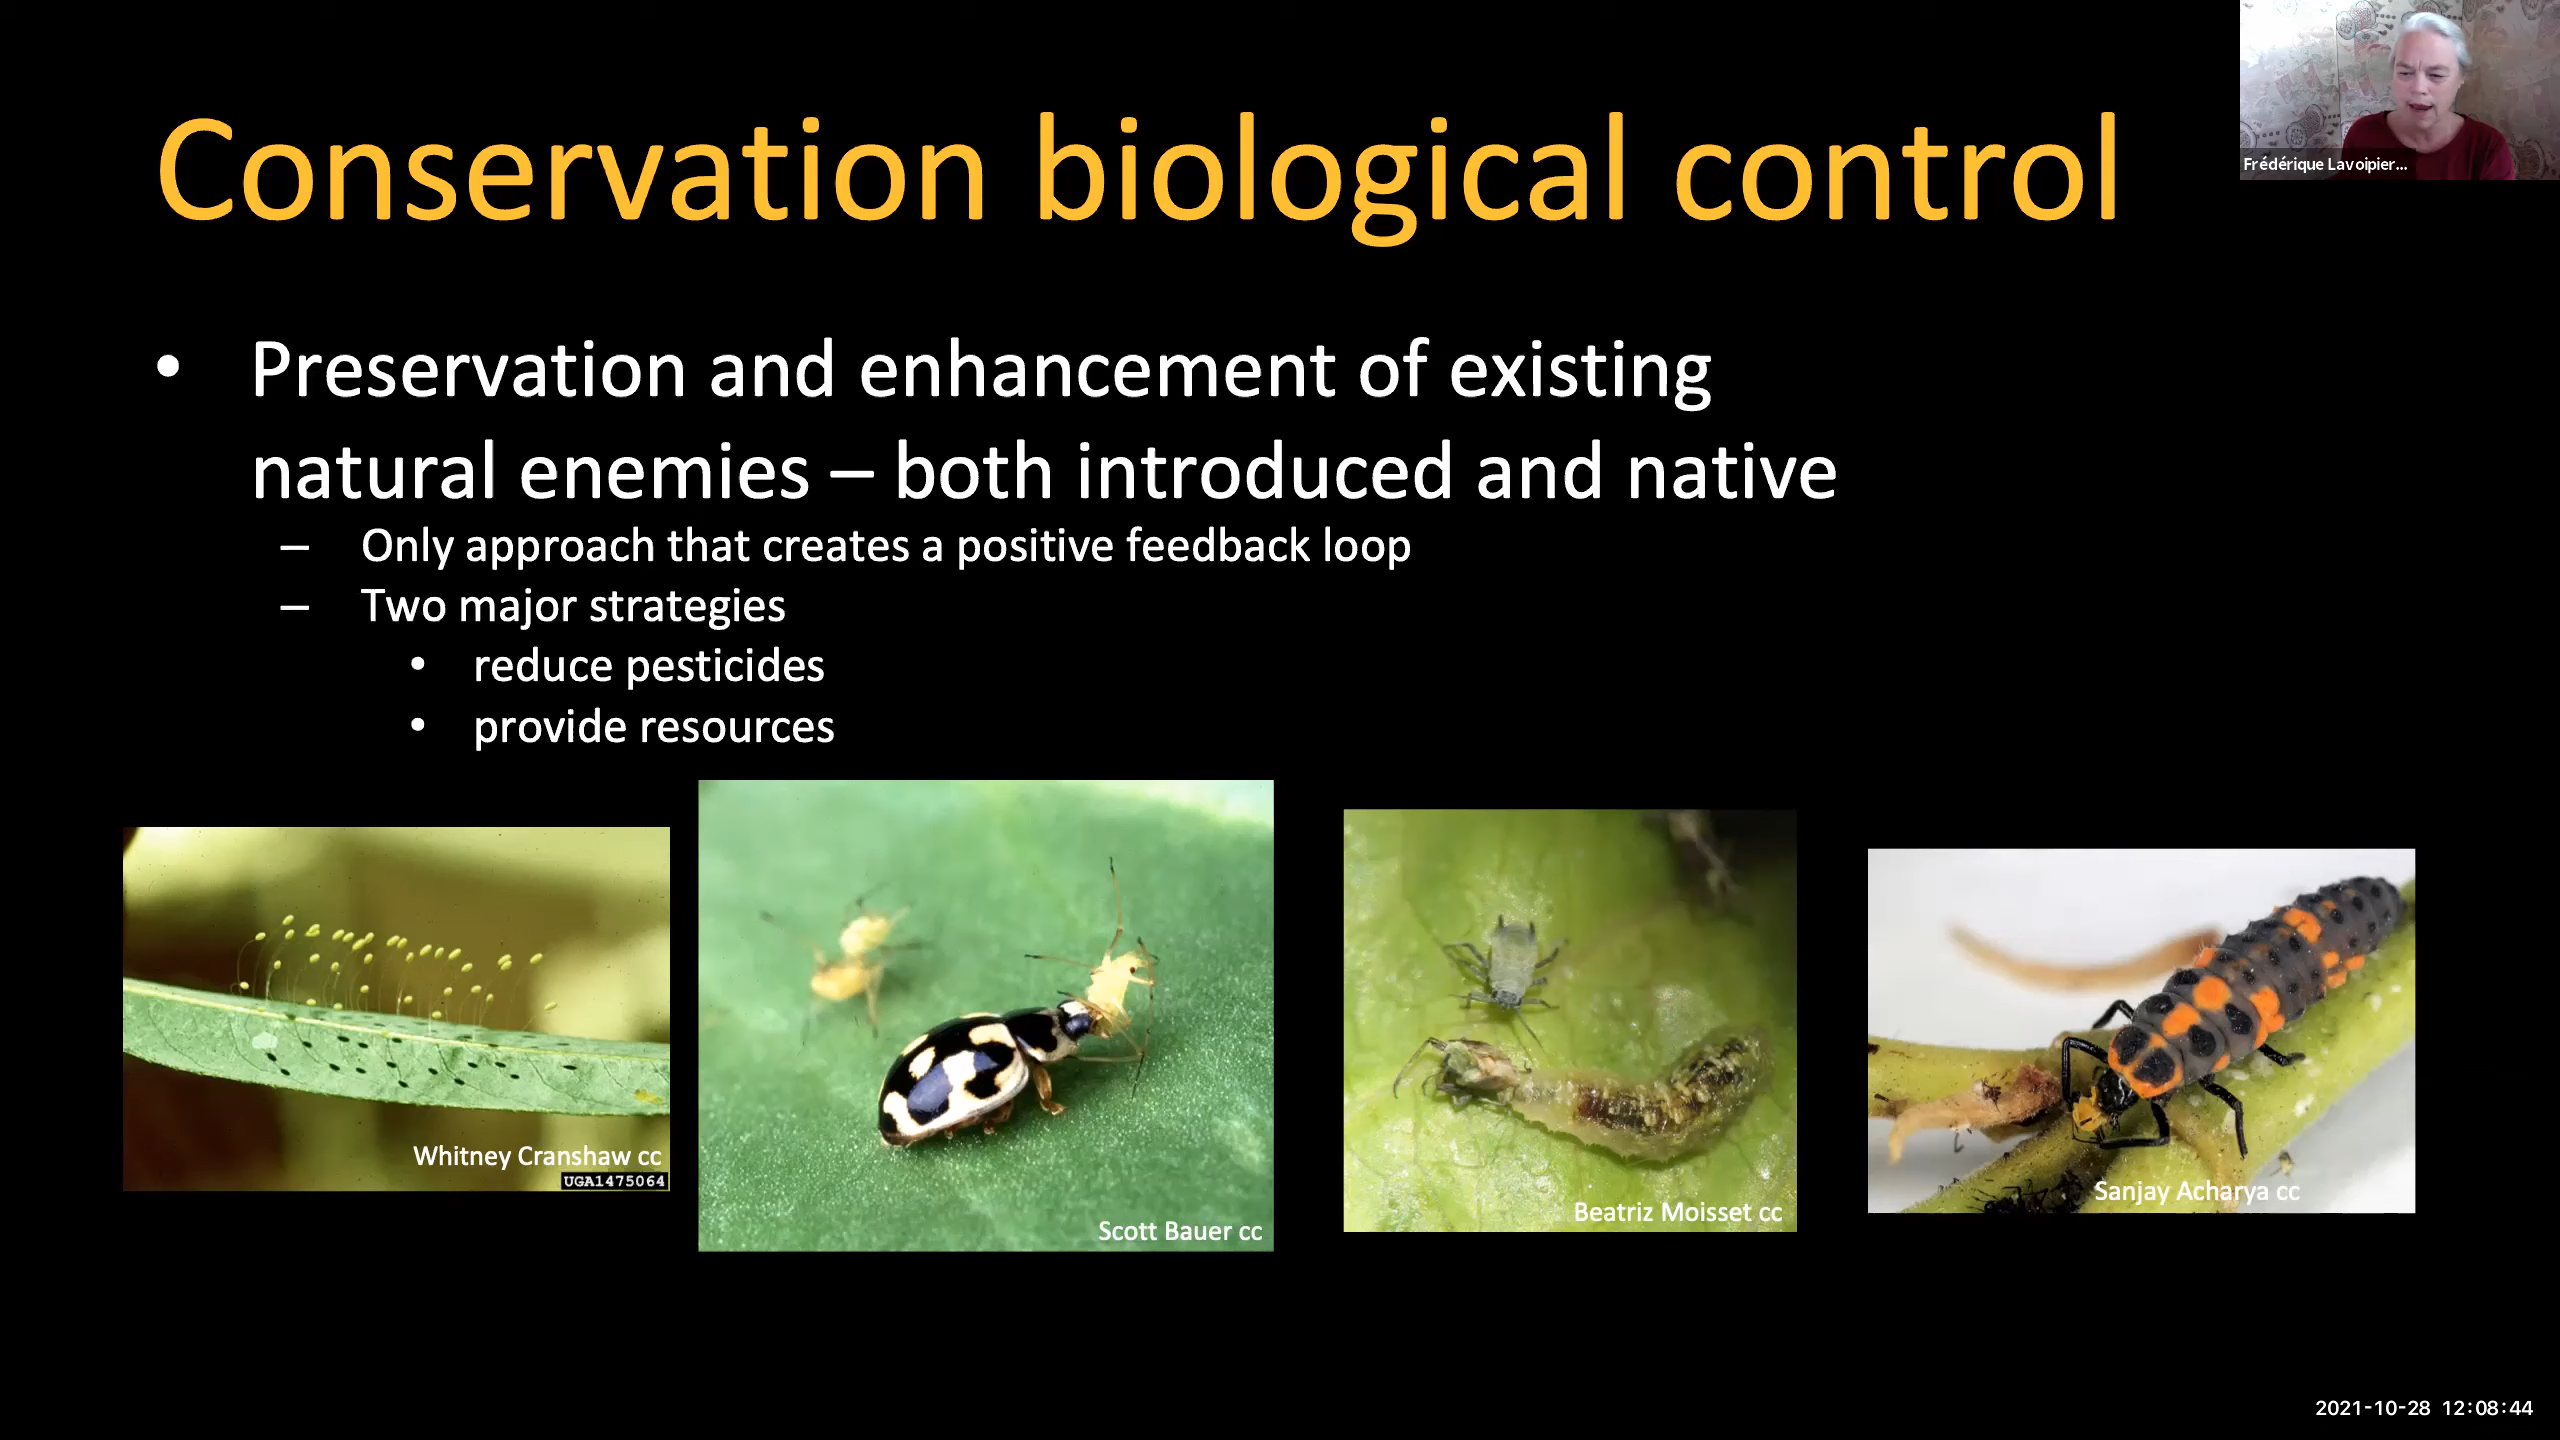 Conservation biological control
Frédérique Lavoipier...
• Preservation and enhancement of existing
natural enemies – both introduced and native
– Only approach that creates a positive feedback loop
– Two major strategies
• reduce pesticides
• provide resources
Whitney Cranshaw cc
UGA1475064
Scott Bauer cc
Beatriz Moisset cc
Sanjay Acharya cc
2021-10-28 12:08:44